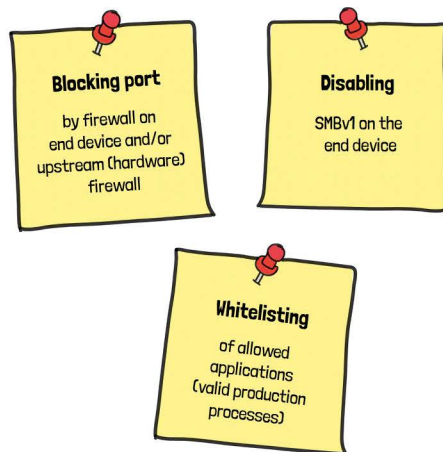 Blocking port
by firewall on
end device and/or
upstream (hardware)
firewall
Disabling
SMBv1 on the
end device
Whitelisting
of allowed
applications
(valid production
processes)